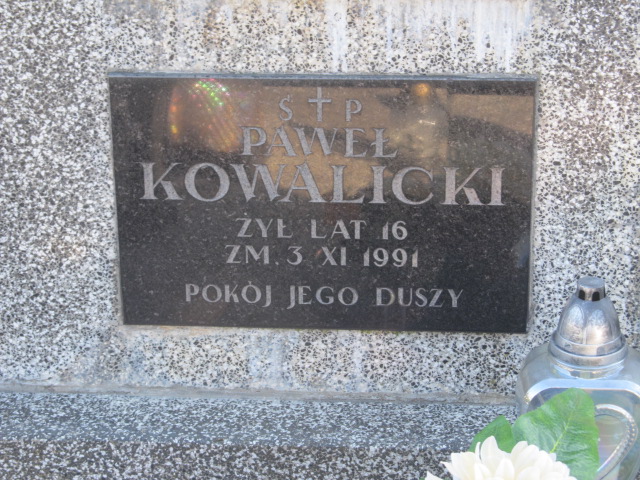 Ś † P
PAWEŁ
KOWALICKI
ŻYŁ LAT 16
ZM. 3 XI 1991
POKÓJ JEGO DUSZY